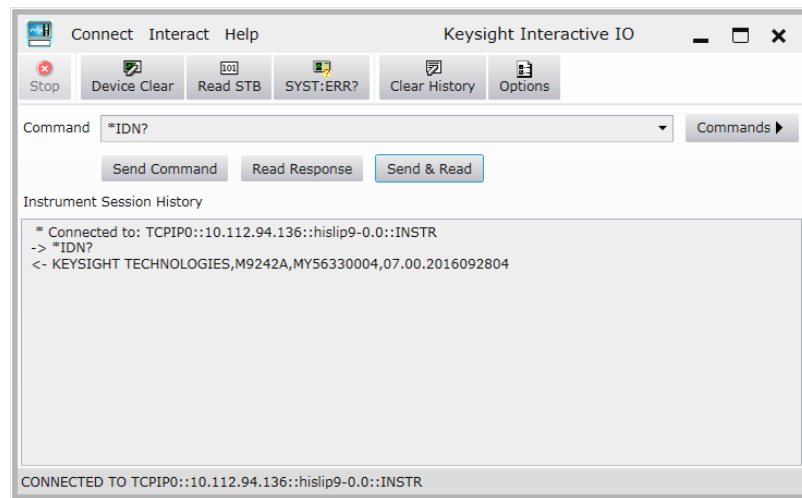 Connect Interact Help Keysight Interactive IO
Stop Device Clear Read STB SYST:ERR? Clear History Options
Command *IDN? Commands
Send Command Read Response Send & Read
Instrument Session History
* Connected to: TCPIP0::10.112.94.136::hislip9-0.0::INSTR
-> *IDN?
<- KEYSIGHT TECHNOLOGIES,M9242A,MY56330004,07.00.2016092804
CONNECTED TO TCPIP0::10.112.94.136::hislip9-0.0::INSTR